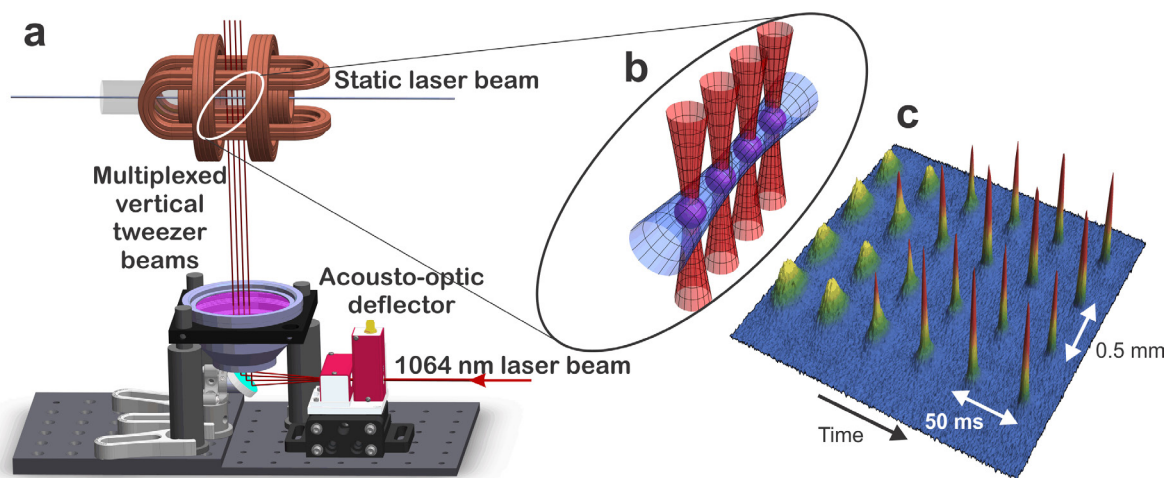 a
Static laser beam
Multiplexed
vertical
tweezer
beams
Acousto-optic
deflector
1064 nm laser beam
b
c
0.5 mm
50 ms
Time